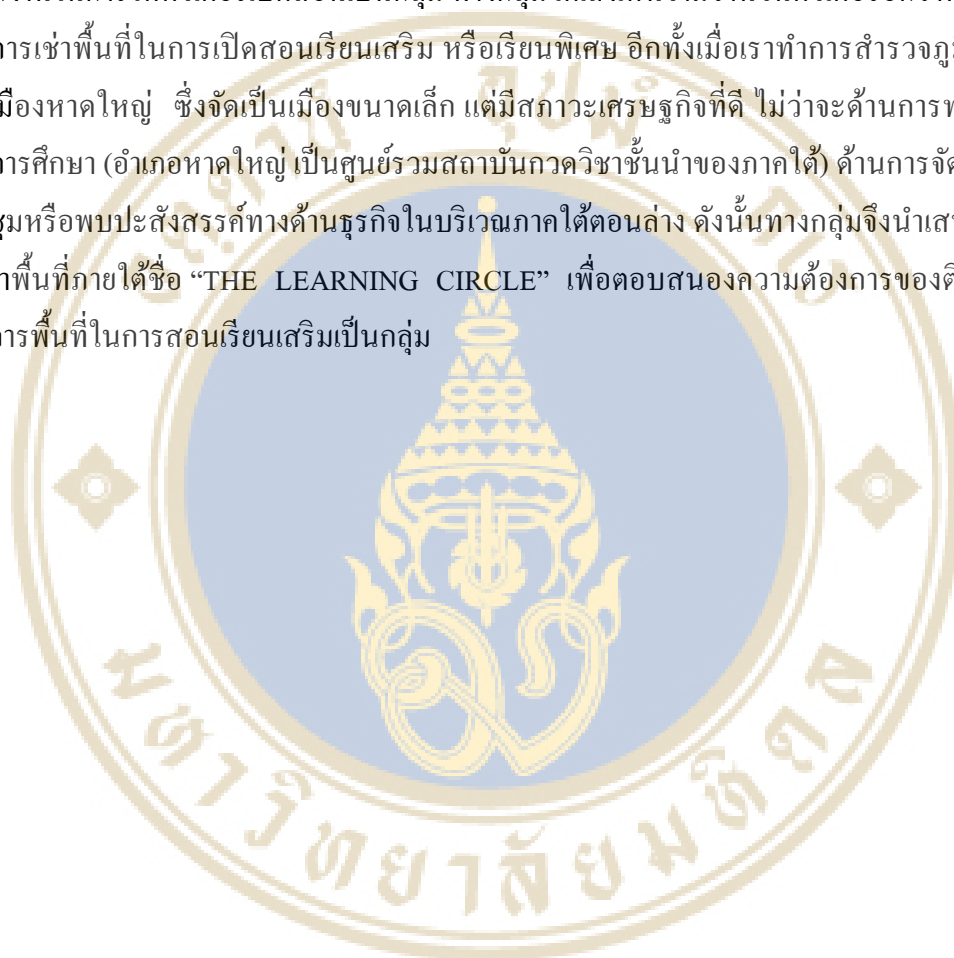 การเช่าพื้นที่ในการเปิดสอนเรียนเสริม หรือเรียนพิเศษ อีกทั้งเมื่อเราทำการสำรวจภู
มืองหาดใหญ่ ซึ่งจัดเป็นเมืองขนาดเล็ก แต่มีสภาวะเศรษฐกิจที่ดี ไม่ว่าจะด้านการท
ารศึกษา (อำเภอหาดใหญ่ เป็นศูนย์รวมสถาบันกวดวิชาชั้นนำของภาคใต้) ด้านการจัด
ชุมหรือพบปะสังสรรค์ทางด้านธุรกิจในบริเวณภาคใต้ตอนล่าง ดังนั้นทางกลุ่มจึงนำเส
าพื้นที่ภายใต้ชื่อ “THE LEARNING CIRCLE” เพื่อตอบสนองความต้องการของติ
ารพื้นที่ในการสอนเรียนเสริมเป็นกลุ่ม
มหาวิทยาลัยมหิดล